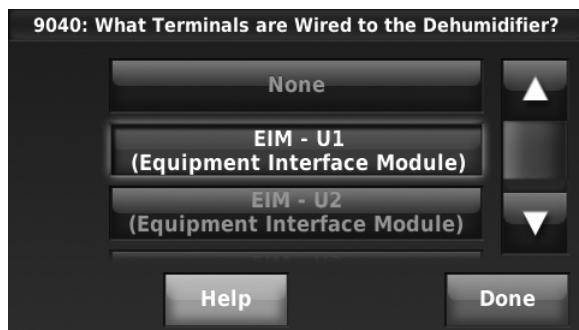 9040: What Terminals are Wired to the Dehumidifier?
None
EIM - U1
(Equipment Interface Module)
EIM - U2
(Equipment Interface Module)
Help
Done